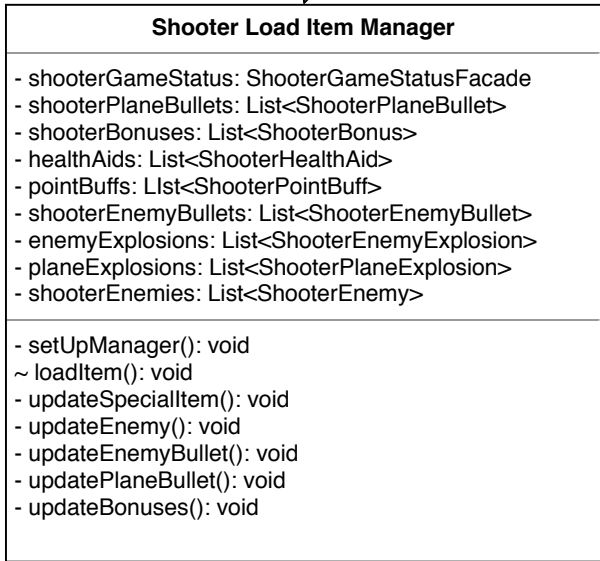 Shooter Load Item Manager
- shooterGameStatus: ShooterGameStatusFacade
- shooterPlaneBullets: List<ShooterPlaneBullet>
- shooterBonuses: List<ShooterBonus>
- healthAids: List<ShooterHealthAid>
- pointBuffs: LIst<ShooterPointBuff>
- shooterEnemyBullets: List<ShooterEnemyBullet>
- enemyExplosions: List<ShooterEnemyExplosion>
- planeExplosions: List<ShooterPlaneExplosion>
- shooterEnemies: List<ShooterEnemy>
- setUpManager(): void
~ loadItem(): void
- updateSpecialItem(): void
- updateEnemy(): void
- updateEnemyBullet(): void
- updatePlaneBullet(): void
- updateBonuses(): void